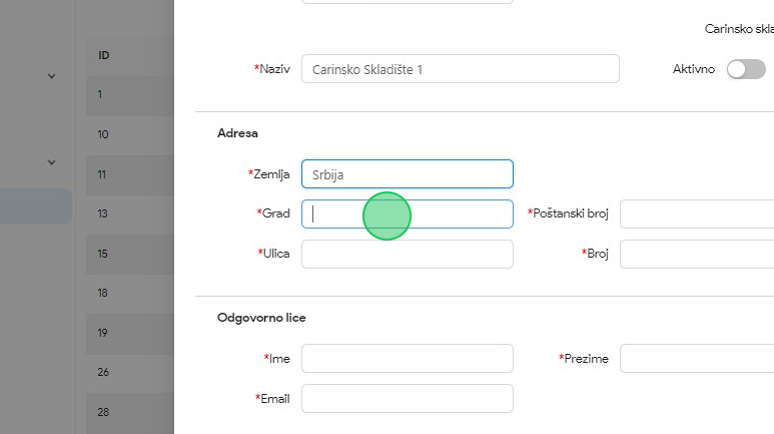 Carinsko skla
ID
*Naziv Carinsko Skladište 1 Aktivno
1
Adresa
10
*Zemlja Srbija
11
*Grad *Poštanski broj
13
*Ulica *Broj
15
18
Odgovorno lice
19
*Ime *Prezime
26
*Email
28